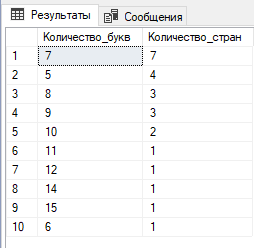 Результаты Сообщения
Количество_букв Количество_стран
1 7 7
2 5 4
3 8 3
4 9 3
5 10 2
6 11 1
7 12 1
8 14 1
9 15 1
10 6 1